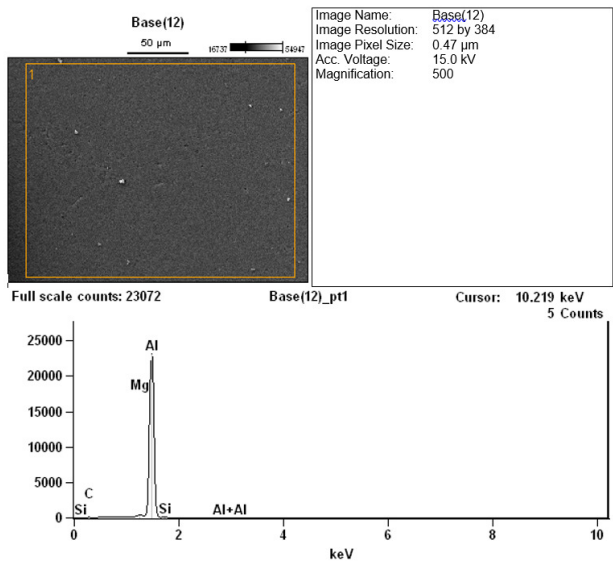 Base(12)
50 µm
16737 54947
1
Image Name: Base(12)
Image Resolution: 512 by 384
Image Pixel Size: 0.47 µm
Acc. Voltage: 15.0 kV
Magnification: 500
Full scale counts: 23072 Base(12)_pt1 Cursor: 10.219 keV
5 Counts
25000
20000
15000
10000
5000
0
Al
Mg
C
Si
Si
Al+Al
0 2 4 6 8 10
keV